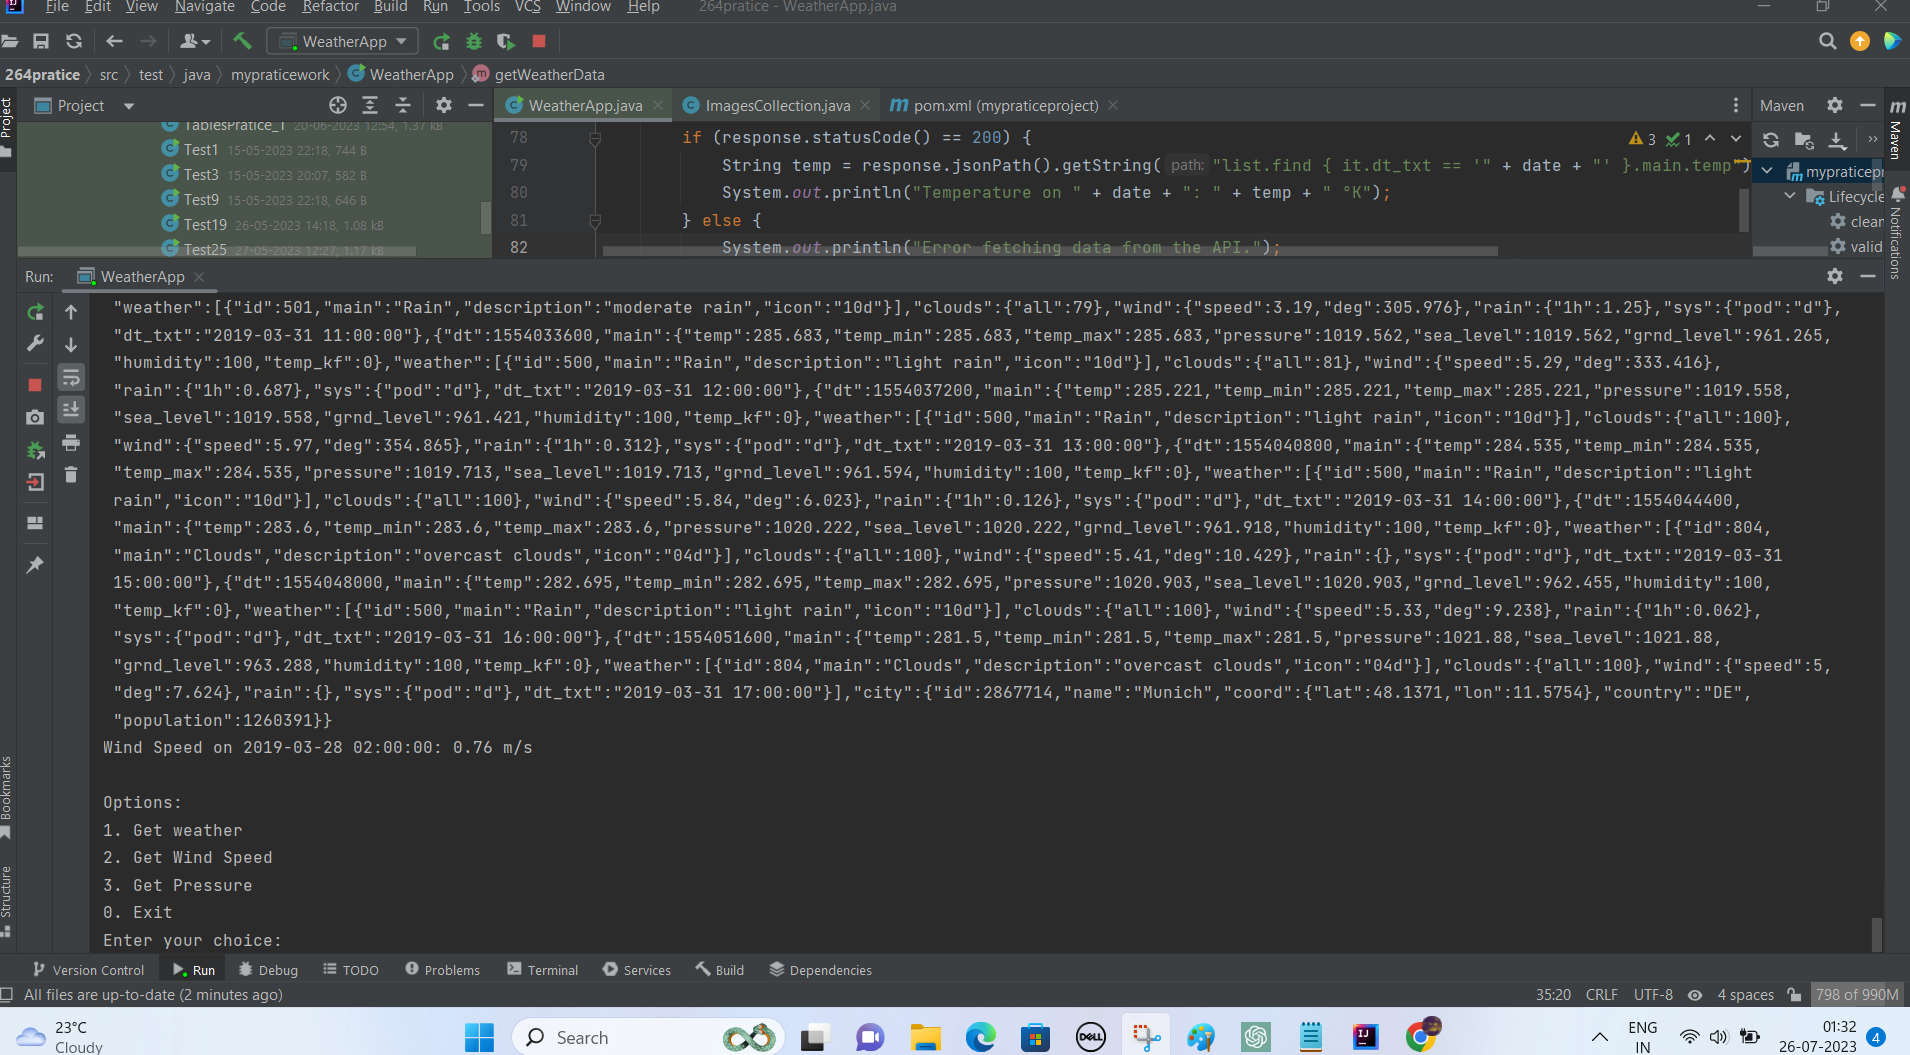 File Edit View Navigate Code Refactor Build Run Tools VCS Window Help 264pratice - WeatherApp.java
WeatherApp
264pratice src test java mypraticework WeatherApp getWeatherData
Project
Project
TablesPratice_1 20-06-2023 12:54, 1.37 kB
Test1 15-05-2023 22:18, 744 B
Test3 15-05-2023 20:07, 582 B
Test9 15-05-2023 22:18, 646 B
Test19 26-05-2023 14:18, 1.08 kB
Test25 27-05-2023 12:27, 1.17 kB
WeatherApp.java ImagesCollection.java pom.xml (mypraticeproject)
78 if (response.statusCode() == 200) {
79 String temp = response.jsonPath().getString( path: "list.find { it.dt_txt == '" + date + "' }.main.temp")
80 System.out.println("Temperature on " + date + ": " + temp + " °K");
81 } else {
82 System.out.println("Error fetching data from the API.");
3 1
Maven
mypraticepr
Lifecycle
clean
valid
Maven
Notifications
Run: WeatherApp
"weather":[{"id":501,"main":"Rain","description":"moderate rain","icon":"10d"}],"clouds":{"all":79},"wind":{"speed":3.19,"deg":305.976},"rain":{"1h":1.25},"sys":{"pod":"d"},
"dt_txt":"2019-03-31 11:00:00"},{"dt":1554033600,"main":{"temp":285.683,"temp_min":285.683,"temp_max":285.683,"pressure":1019.562,"sea_level":1019.562,"grnd_level":961.265,
"humidity":100,"temp_kf":0},"weather":[{"id":500,"main":"Rain","description":"light rain","icon":"10d"}],"clouds":{"all":81},"wind":{"speed":5.29,"deg":333.416},
"rain":{"1h":0.687},"sys":{"pod":"d"},"dt_txt":"2019-03-31 12:00:00"},{"dt":1554037200,"main":{"temp":285.221,"temp_min":285.221,"temp_max":285.221,"pressure":1019.558,
"sea_level":1019.558,"grnd_level":961.421,"humidity":100,"temp_kf":0},"weather":[{"id":500,"main":"Rain","description":"light rain","icon":"10d"}],"clouds":{"all":100},
"wind":{"speed":5.97,"deg":354.865},"rain":{"1h":0.312},"sys":{"pod":"d"},"dt_txt":"2019-03-31 13:00:00"},{"dt":1554040800,"main":{"temp":284.535,"temp_min":284.535,
"temp_max":284.535,"pressure":1019.713,"sea_level":1019.713,"grnd_level":961.594,"humidity":100,"temp_kf":0},"weather":[{"id":500,"main":"Rain","description":"light
rain","icon":"10d"}],"clouds":{"all":100},"wind":{"speed":5.84,"deg":6.023},"rain":{"1h":0.126},"sys":{"pod":"d"},"dt_txt":"2019-03-31 14:00:00"},{"dt":1554044400,
"main":{"temp":283.6,"temp_min":283.6,"temp_max":283.6,"pressure":1020.222,"sea_level":1020.222,"grnd_level":961.918,"humidity":100,"temp_kf":0},"weather":[{"id":804,
"main":"Clouds","description":"overcast clouds","icon":"04d"}],"clouds":{"all":100},"wind":{"speed":5.41,"deg":10.429},"rain":{},"sys":{"pod":"d"},"dt_txt":"2019-03-31
15:00:00"},{"dt":1554048000,"main":{"temp":282.695,"temp_min":282.695,"temp_max":282.695,"pressure":1020.903,"sea_level":1020.903,"grnd_level":962.455,"humidity":100,
"temp_kf":0},"weather":[{"id":500,"main":"Rain","description":"light rain","icon":"10d"}],"clouds":{"all":100},"wind":{"speed":5.33,"deg":9.238},"rain":{"1h":0.062},
"sys":{"pod":"d"},"dt_txt":"2019-03-31 16:00:00"},{"dt":1554051600,"main":{"temp":281.5,"temp_min":281.5,"temp_max":281.5,"pressure":1021.88,"sea_level":1021.88,
"grnd_level":963.288,"humidity":100,"temp_kf":0},"weather":[{"id":804,"main":"Clouds","description":"overcast clouds","icon":"04d"}],"clouds":{"all":100},"wind":{"speed":5,
"deg":7.624},"rain":{},"sys":{"pod":"d"},"dt_txt":"2019-03-31 17:00:00"}],"city":{"id":2867714,"name":"Munich","coord":{"lat":48.1371,"lon":11.5754},"country":"DE",
"population":1260391}}
Wind Speed on 2019-03-28 02:00:00: 0.76 m/s
Options:
1. Get weather
2. Get Wind Speed
3. Get Pressure
0. Exit
Enter your choice:
Bookmarks
Structure
Version Control Run Debug TODO Problems Terminal Services Build Dependencies
All files are up-to-date (2 minutes ago) 35:20 CRLF UTF-8 4 spaces 798 of 990M
23°C
Cloudy
Search
DELL
ENG
IN
01:32
26-07-2023
4